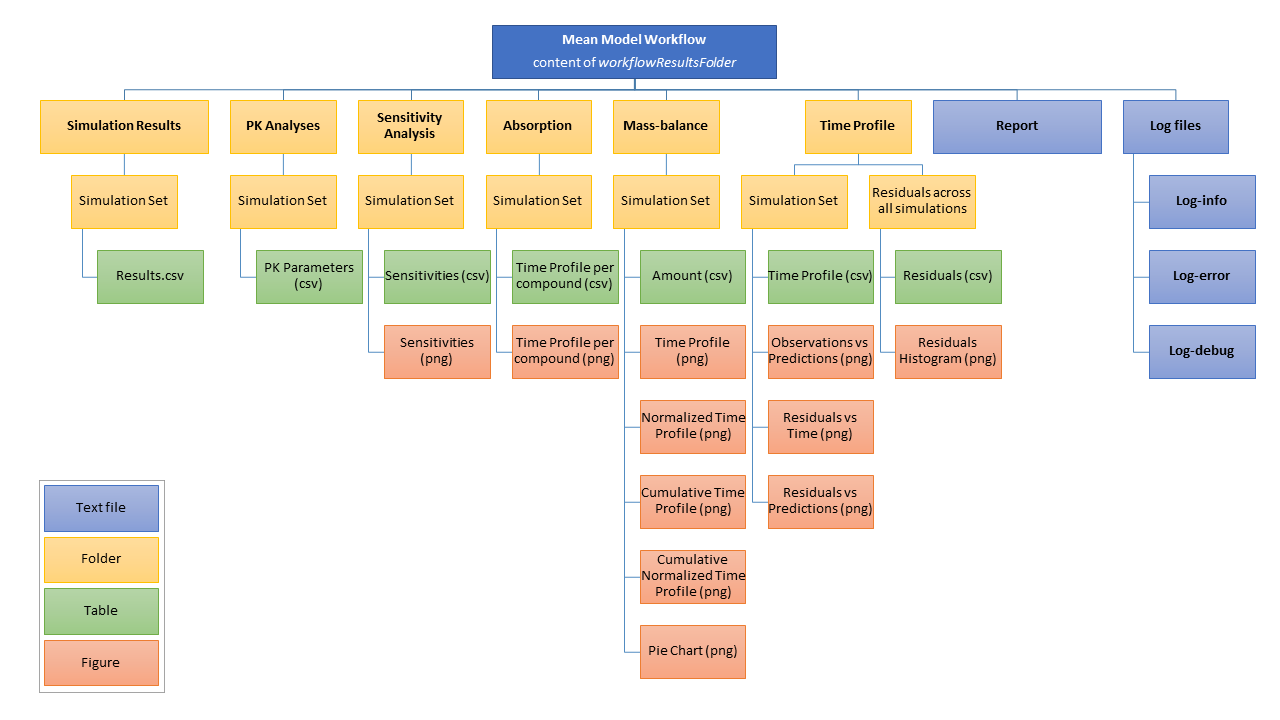 Mean Model Workflow
content of workflowResultsFolder
Simulation Results
PK Analyses
Sensitivity
Analysis
Absorption
Mass-balance
Time Profile
Report
Log files
Simulation Set
Simulation Set
Simulation Set
Simulation Set
Simulation Set
Simulation Set
Residuals across
all simulations
Log-info
Results.csv
PK Parameters
(csv)
Sensitivities (csv)
Time Profile per
compound (csv)
Amount (csv)
Time Profile (csv)
Residuals (csv)
Log-error
Sensitivities
(png)
Time Profile per
compound (png)
Time Profile
(png)
Observations vs
Predictions (png)
Residuals
Histogram (png)
Log-debug
Normalized Time
Profile (png)
Residuals vs
Time (png)
Cumulative Time
Profile (png)
Residuals vs
Predictions (png)
Cumulative
Normalized Time
Profile (png)
Pie Chart (png)
Text file
Folder
Table
Figure